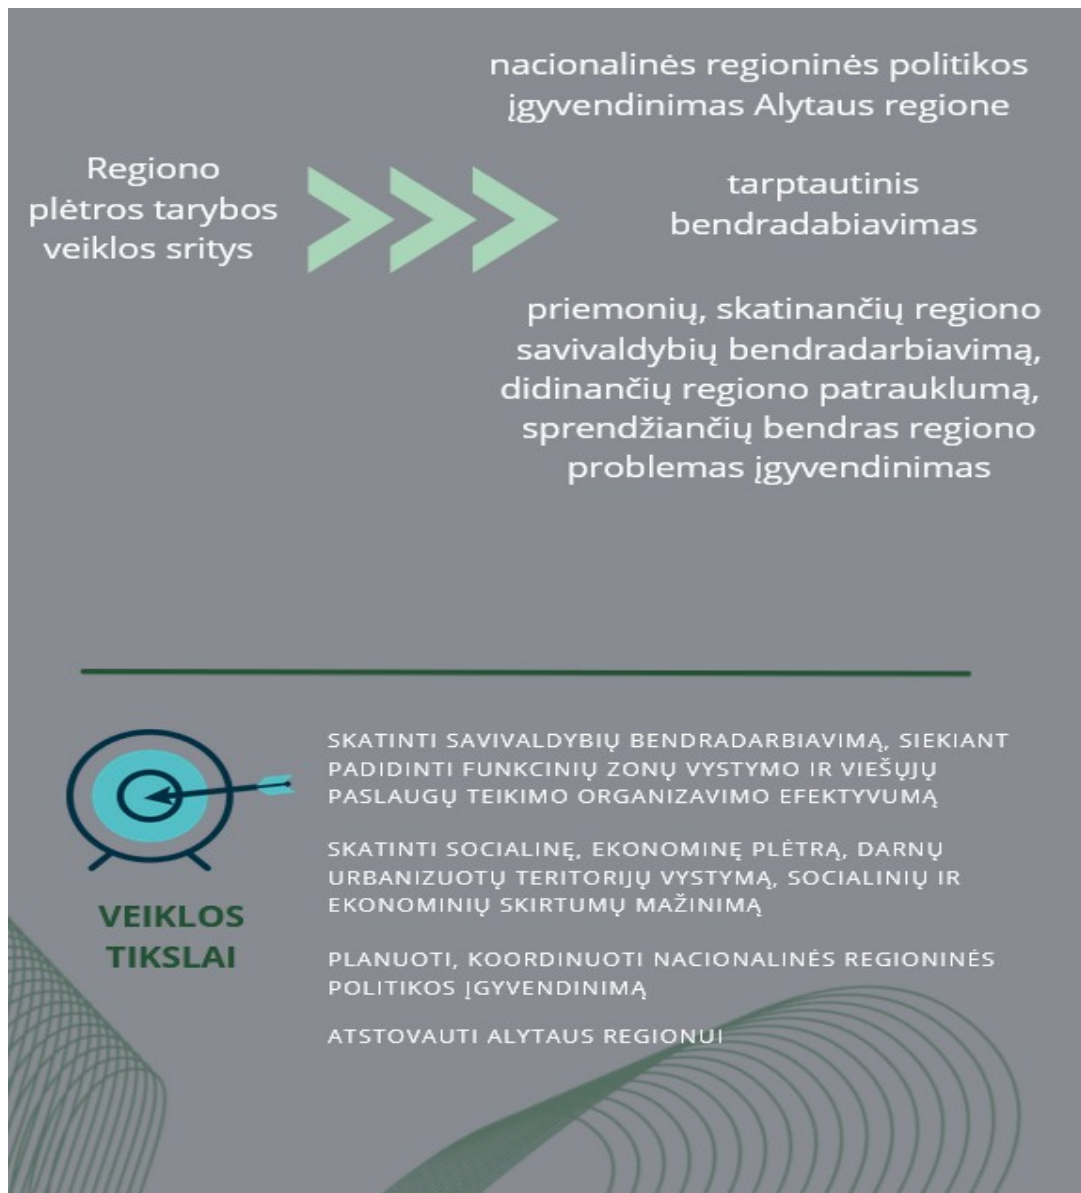 Regiono
plėtros tarybos
veiklos sritys
nacionalinės regioninės politikos
įgyvendinimas Alytaus regione
tarptautinis
bendradabiavimas
priemonių, skatinančių regiono
savivaldybių bendradarbiavimą,
didinančių regiono patrauklumą,
sprendžiančių bendras regiono
problemas įgyvendinimas
VEIKLOS
TIKSLAI
SKATINTI SAVIVALDYBIŲ BENDRADARBIAVIMĄ, SIEKIANT
PADIDINTI FUNKCINIŲ ZONŲ VYSTYMO IR VIEŠŲJŲ
PASLAUGŲ TEIKIMO ORGANIZAVIMO EFEKTYVUMĄ
SKATINTI SOCIALINĘ, EKONOMINĘ PLĖTRĄ, DARNŲ
URBANIZUOTŲ TERITORIJŲ VYSTYMĄ, SOCIALINIŲ IR
EKONOMINIŲ SKIRTUMŲ MAŽINIMĄ
PLANUOTI, KOORDINUOTI NACIONALINĖS REGIONINĖS
POLITIKOS ĮGYVENDINIMĄ
ATSTOVAUTI ALYTAUS REGIONUI